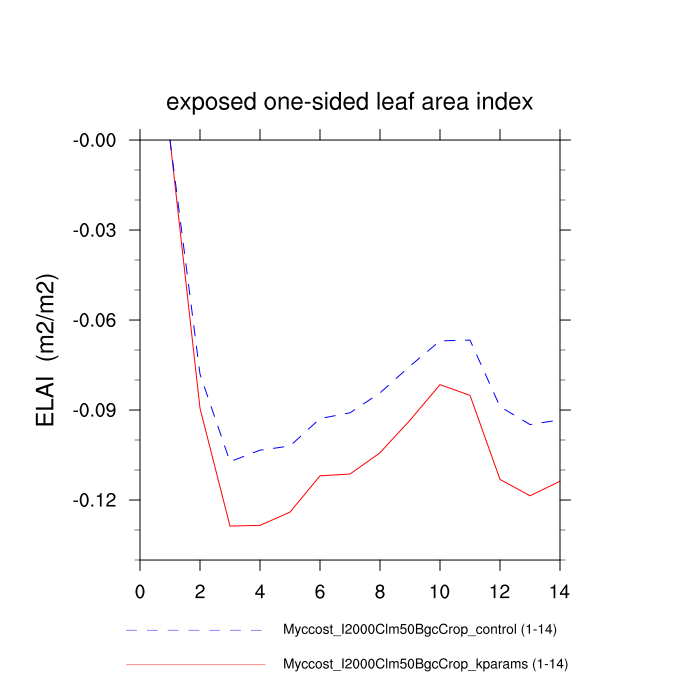 exposed one-sided leaf area index
-0.00
-0.03
-0.06
-0.09
-0.12
ELAI (m2/m2)
0 2 4 6 8 10 12 14
Myccost_I2000Clm50BgcCrop_control (1-14)
Myccost_I2000Clm50BgcCrop_kparams (1-14)